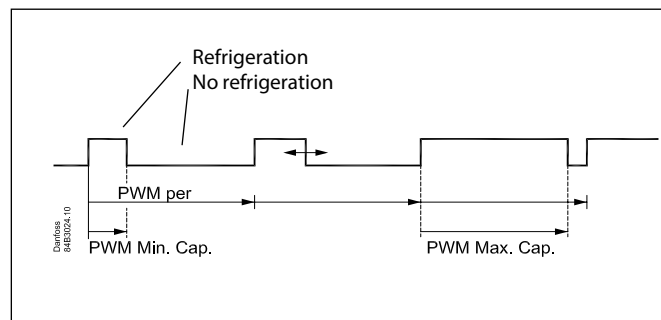 Refrigeration
No refrigeration
PWM per
PWM Min. Cap.
PWM Max. Cap.
Danfoss
84B3024.10